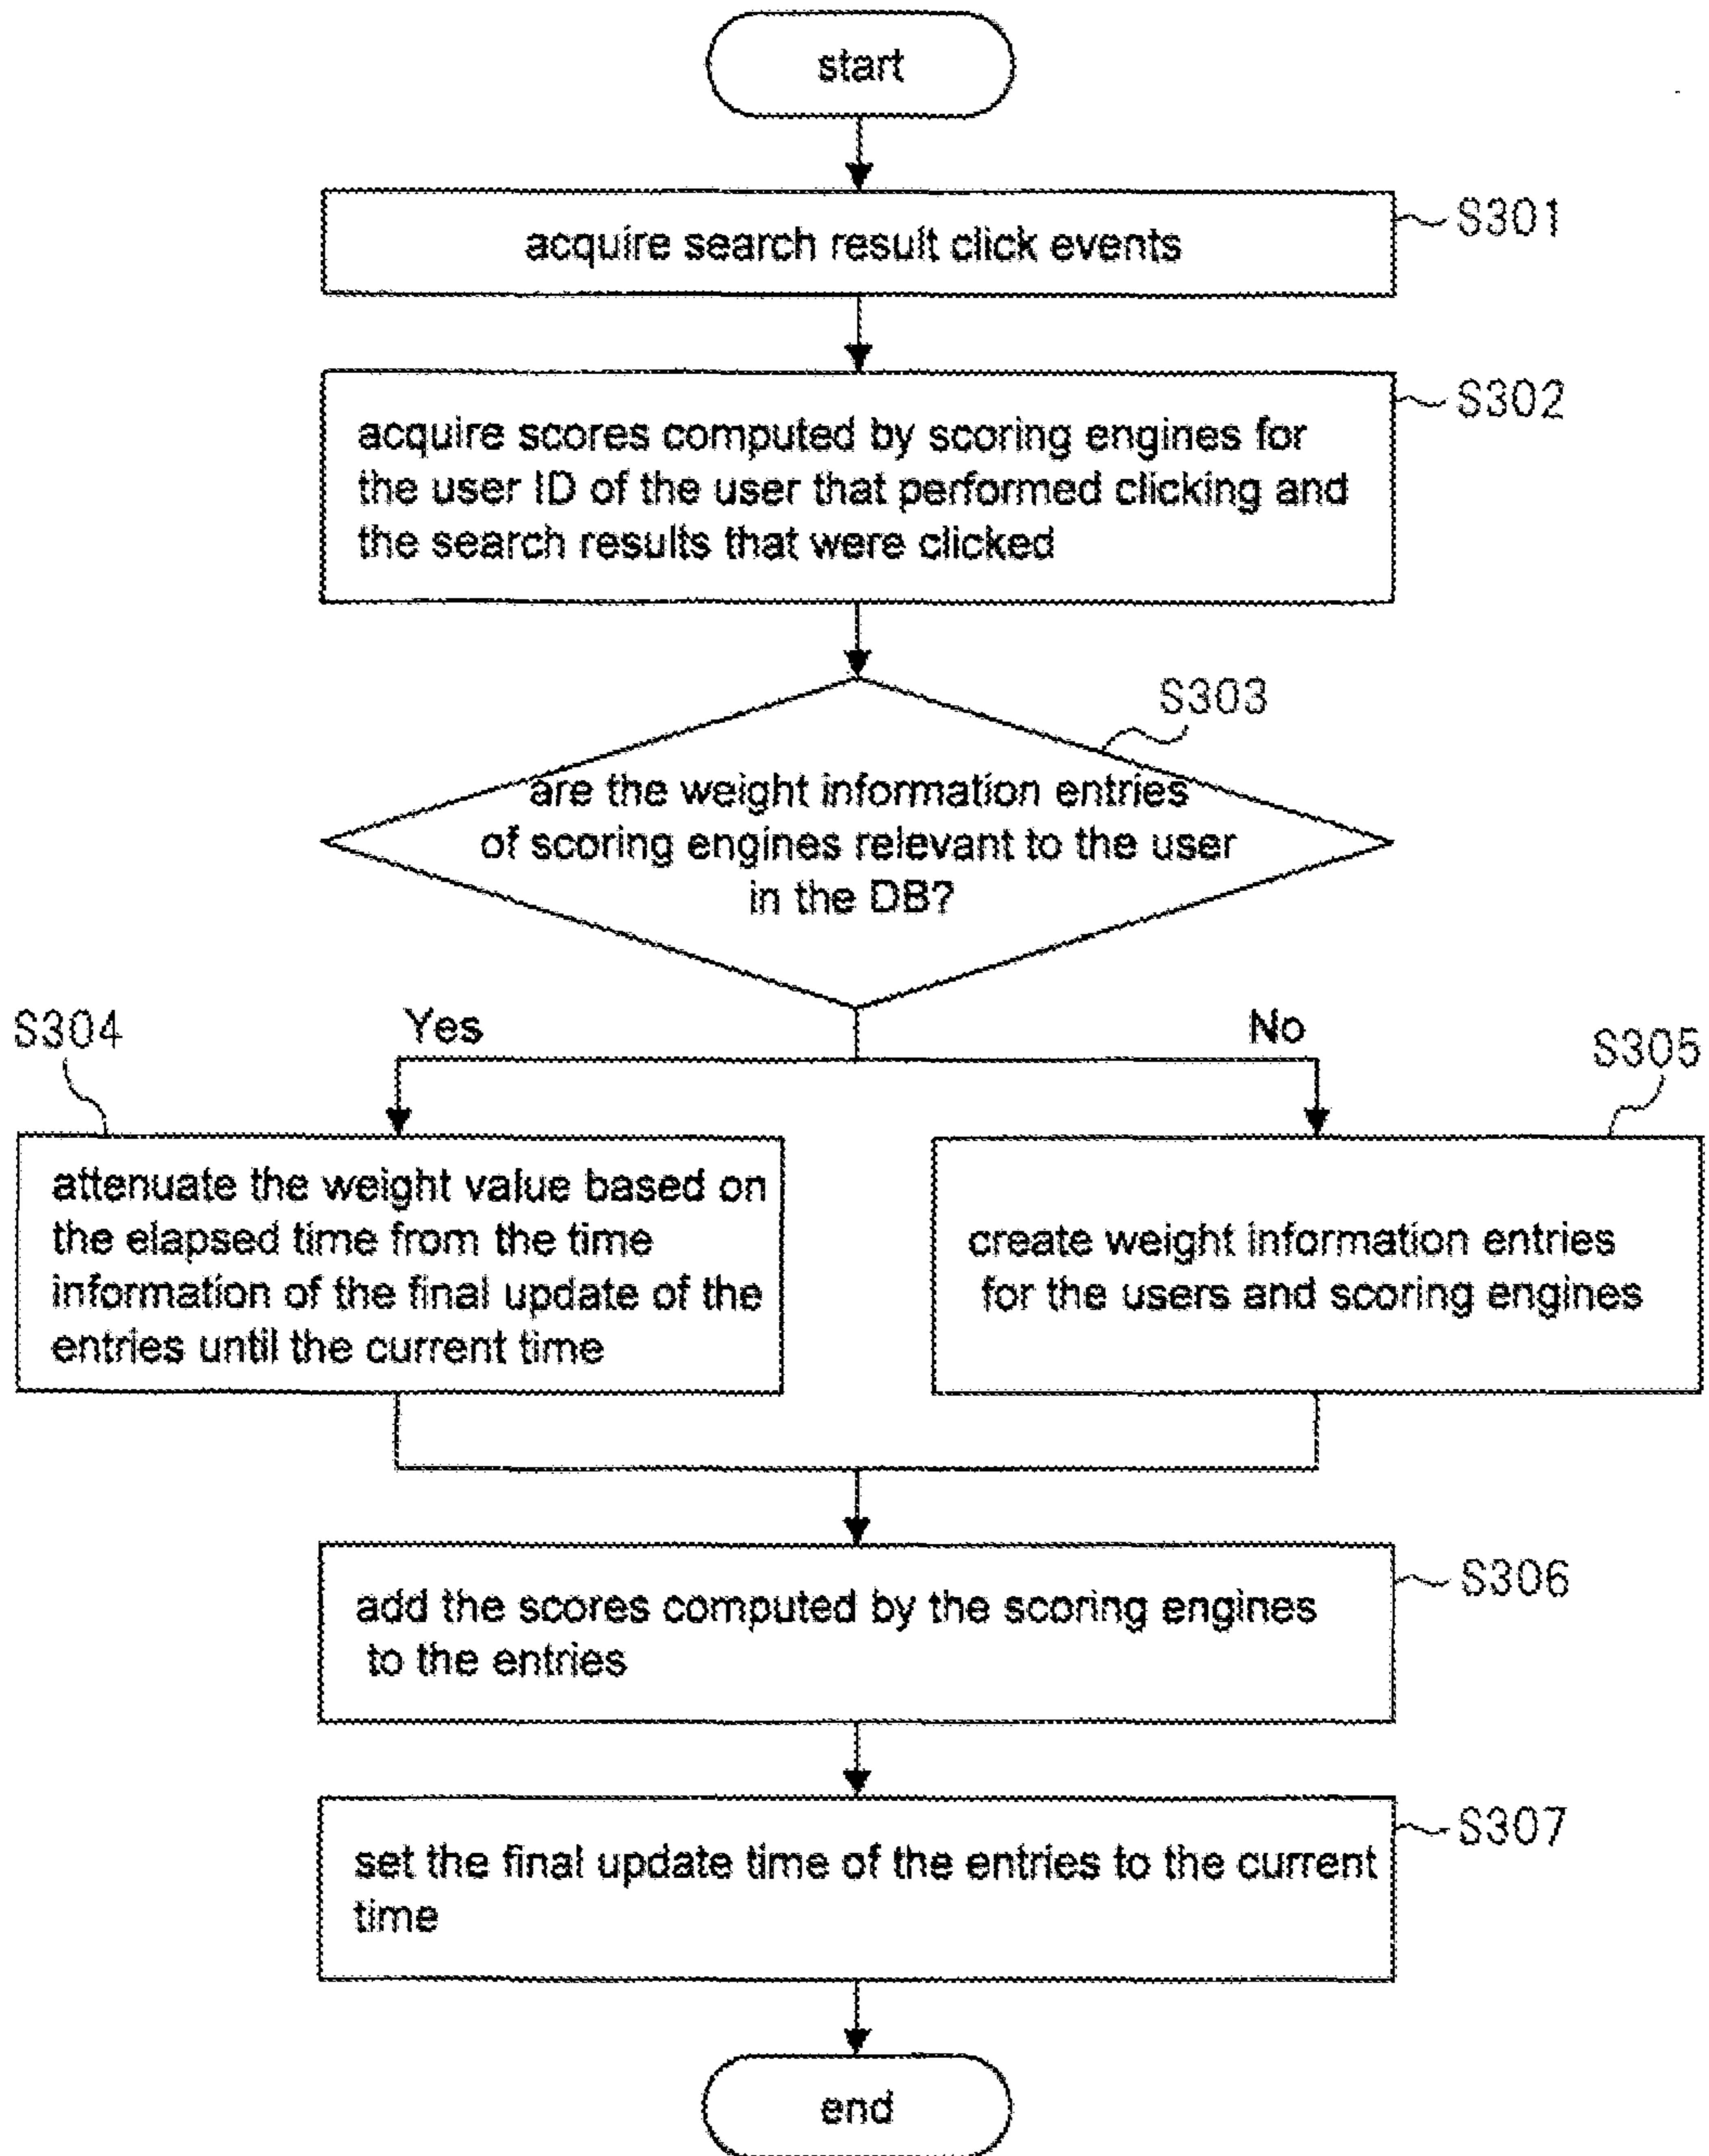 start
acquire search result click events
S301
acquire scores computed by scoring engines for
the user ID of the user that performed clicking and
the search results that were clicked
S302
S303
are the weight information entries
of scoring engines relevant to the user
in the DB?
Yes
No
S304
S305
attenuate the weight value based on
the elapsed time from the time
information of the final update of the
entries until the current time
create weight information entries
for the users and scoring engines
add the scores computed by the scoring engines
to the entries
S306
set the final update time of the entries to the current
time
S307
end